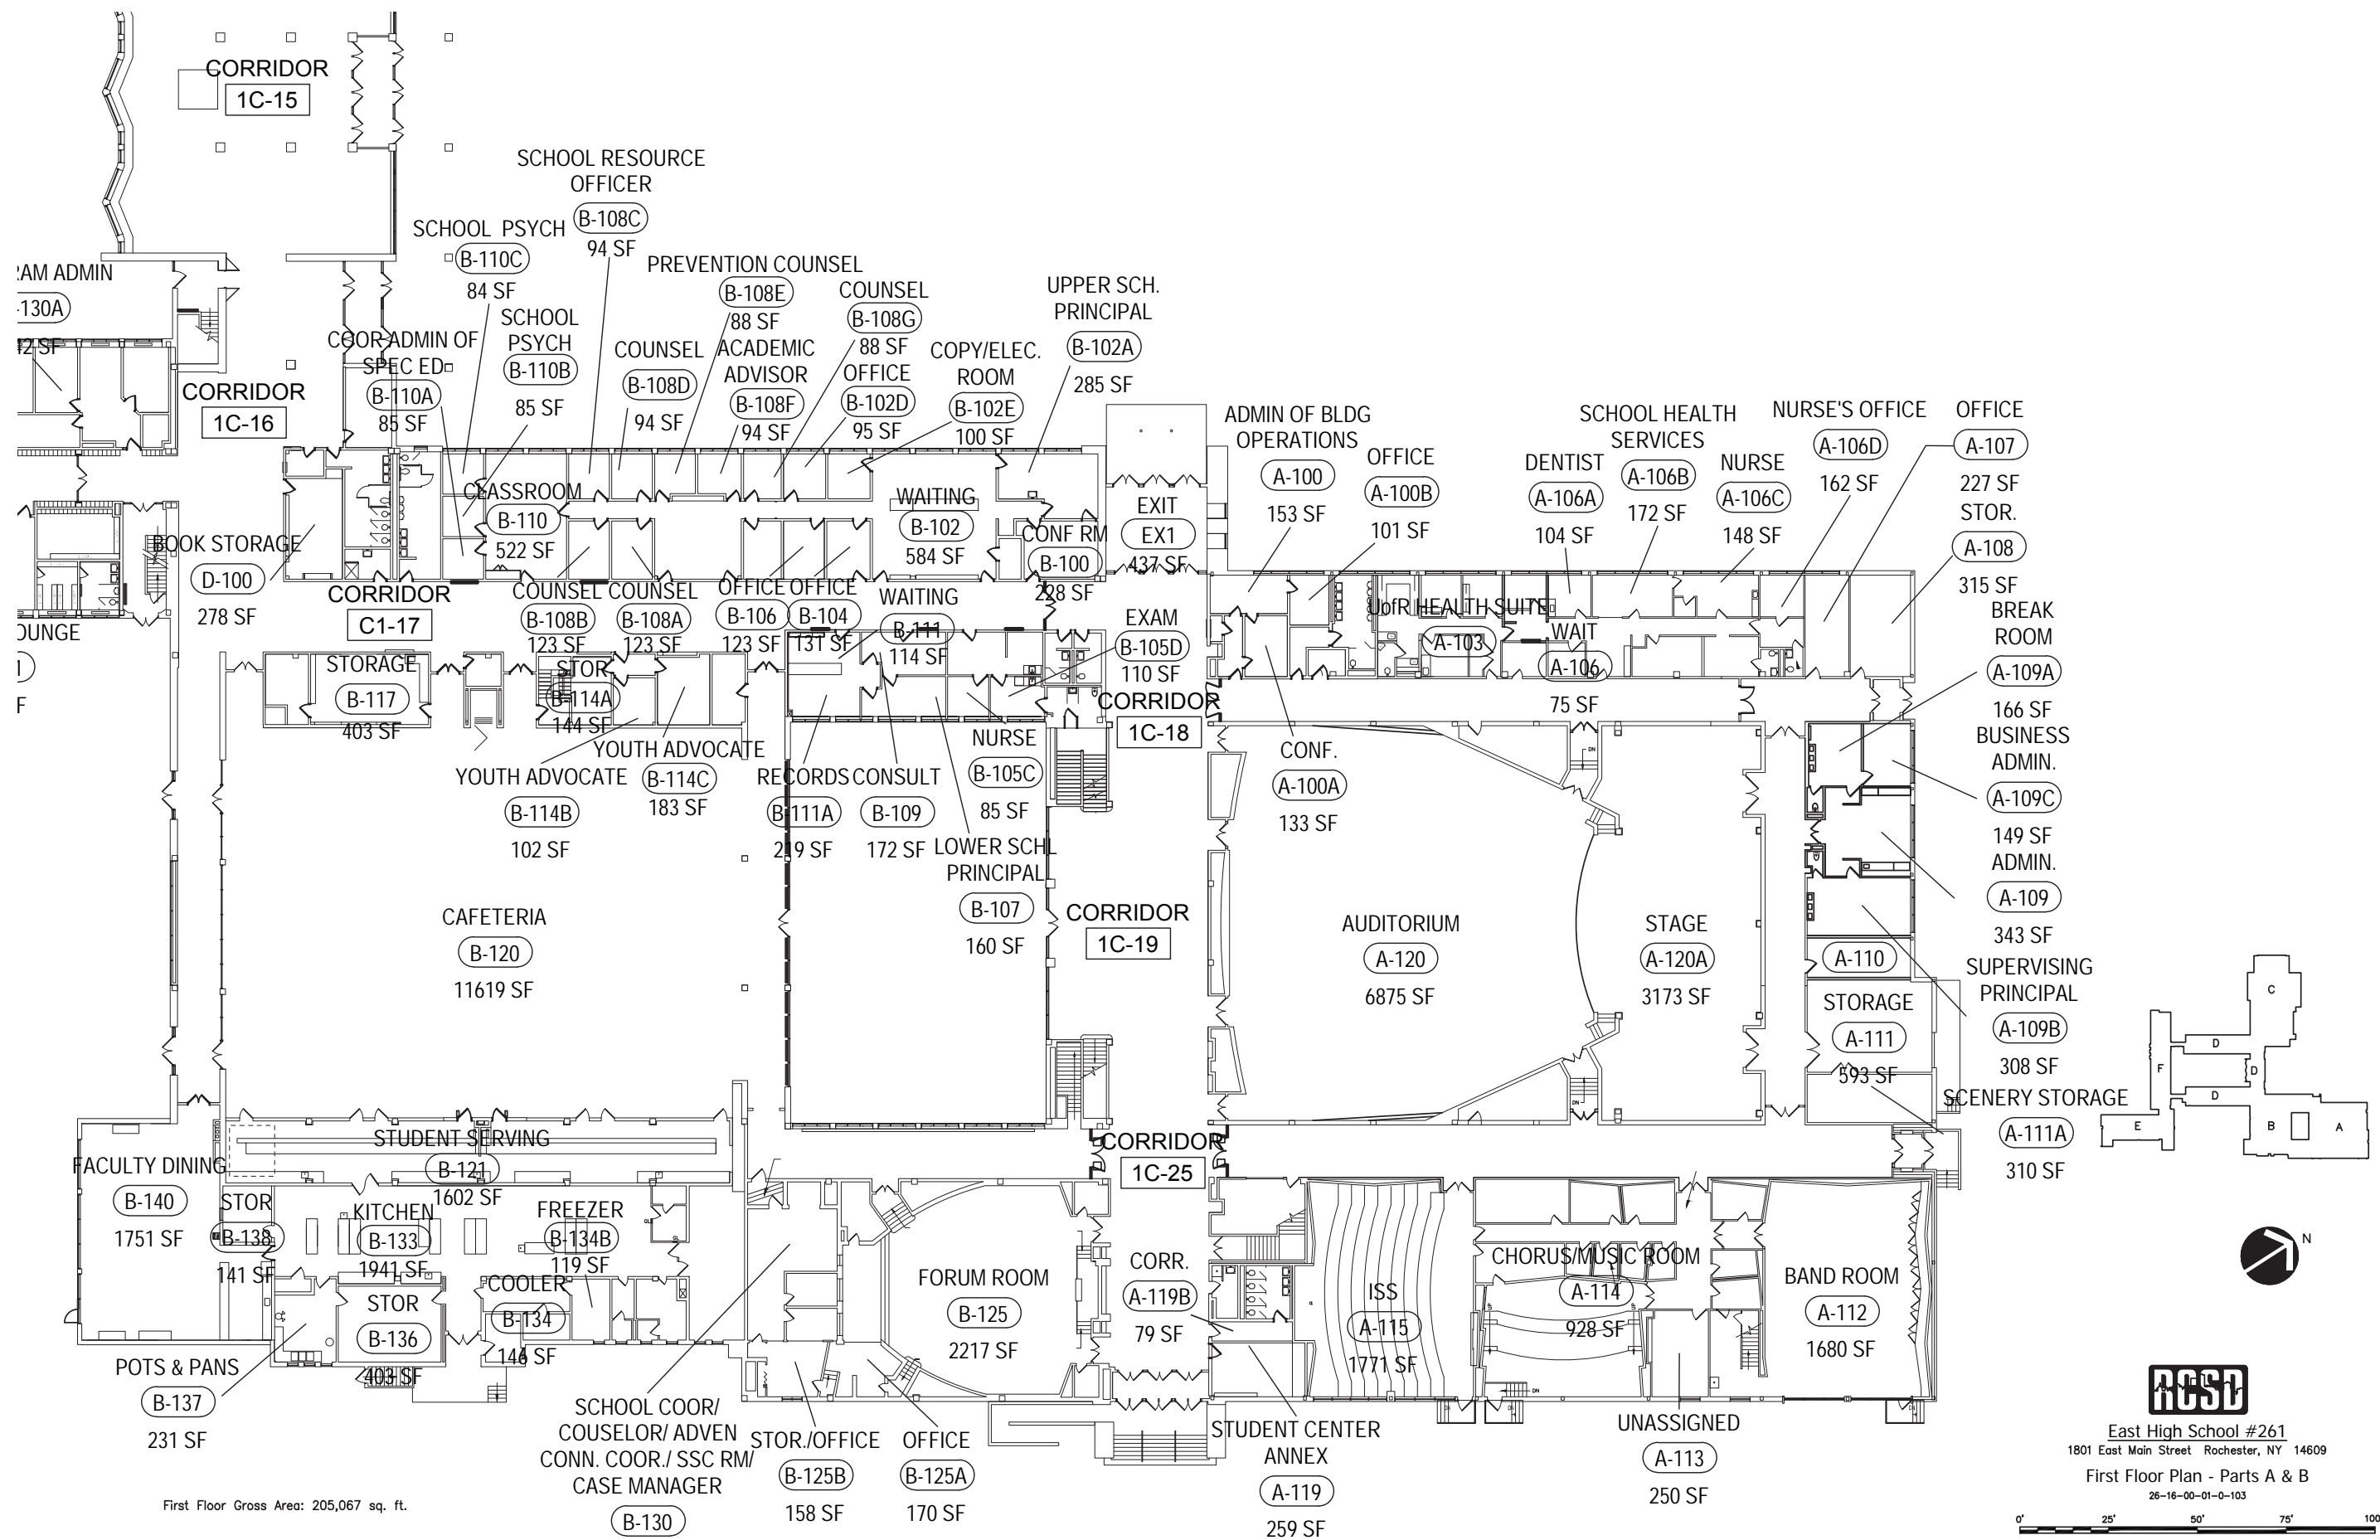 CORRIDOR
1C-15
SCHOOL RESOURCE
OFFICER
B-108C
94 SF
SCHOOL PSYCH
B-110C
84 SF
RAM ADMIN
-130A
12 SF
PREVENTION COUNSEL
B-108E
88 SF
COUNSEL
B-108G
88 SF
UPPER SCH.
PRINCIPAL
B-102A
285 SF
SCHOOL
PSYCH
B-110B
85 SF
COOR ADMIN OF
SPEC ED
B-110A
85 SF
COUNSEL
B-108D
94 SF
ACADEMIC
ADVISOR
B-108F
94 SF
OFFICE
B-102D
95 SF
COPY/ELEC.
ROOM
B-102E
100 SF
CORRIDOR
1C-16
ADMIN OF BLDG
OPERATIONS
A-100
153 SF
OFFICE
A-100B
101 SF
DENTIST
A-106A
104 SF
SCHOOL HEALTH
SERVICES
A-106B
172 SF
NURSE
A-106C
148 SF
NURSE'S OFFICE
A-106D
162 SF
OFFICE
A-107
227 SF
STOR.
A-108
315 SF
CLASSROOM
B-110
522 SF
WAITING
B-102
584 SF
EXIT
EX1
437 SF
CONF RM
B-100
228 SF
BOOK STORAGE
D-100
278 SF
CORRIDOR
C1-17
COUNSEL
B-108B
123 SF
COUNSEL
B-108A
123 SF
OFFICE
B-106
123 SF
OFFICE
B-104
131 SF
WAITING
B-111
114 SF
EXAM
B-105D
110 SF
UofR HEALTH SUITE
A-103
WAIT
A-106
75 SF
BREAK
ROOM
A-109A
166 SF
OUNGE
1
F
STORAGE
B-117
403 SF
STOR
B-114A
144 SF
CORRIDOR
1C-18
YOUTH ADVOCATE
B-114B
102 SF
YOUTH ADVOCATE
B-114C
183 SF
RECORDS
B-111A
219 SF
CONSULT
B-109
172 SF
NURSE
B-105C
85 SF
LOWER SCHL
PRINCIPAL
B-107
160 SF
CONF.
A-100A
133 SF
DN
BUSINESS
ADMIN.
A-109C
149 SF
ADMIN.
A-109
343 SF
CAFETERIA
B-120
11619 SF
CORRIDOR
1C-19
AUDITORIUM
A-120
6875 SF
STAGE
A-120A
3173 SF
A-110
SUPERVISING
PRINCIPAL
A-109B
308 SF
STORAGE
A-111
593 SF
DN
SCENERY STORAGE
A-111A
310 SF
C
D
F
D
D
E
B
A
STUDENT SERVING
B-121
1602 SF
CORRIDOR
1C-25
FACULTY DINING
B-140
1751 SF
STOR
B-138
141 SF
KITCHEN
B-133
1941 SF
FREEZER
B-134B
119 SF
COOLER
B-134
146 SF
STOR
B-136
403 SF
POTS & PANS
B-137
231 SF
FORUM ROOM
B-125
2217 SF
CORR.
A-119B
79 SF
ISS
A-115
1771 SF
CHORUS/MUSIC ROOM
A-114
928 SF
BAND ROOM
A-112
1680 SF
N
DN
SCHOOL COOR/
COUSELOR/ ADVEN
CONN. COOR./ SSC RM/
CASE MANAGER
B-130
STOR./OFFICE
B-125B
158 SF
OFFICE
B-125A
170 SF
STUDENT CENTER
ANNEX
A-119
259 SF
UNASSIGNED
A-113
250 SF
First Floor Gross Area: 205,067 sq. ft.
RCSD
East High School #261
1801 East Main Street Rochester, NY 14609
First Floor Plan - Parts A & B
26-16-00-01-0-103
0' 25' 50' 75' 100